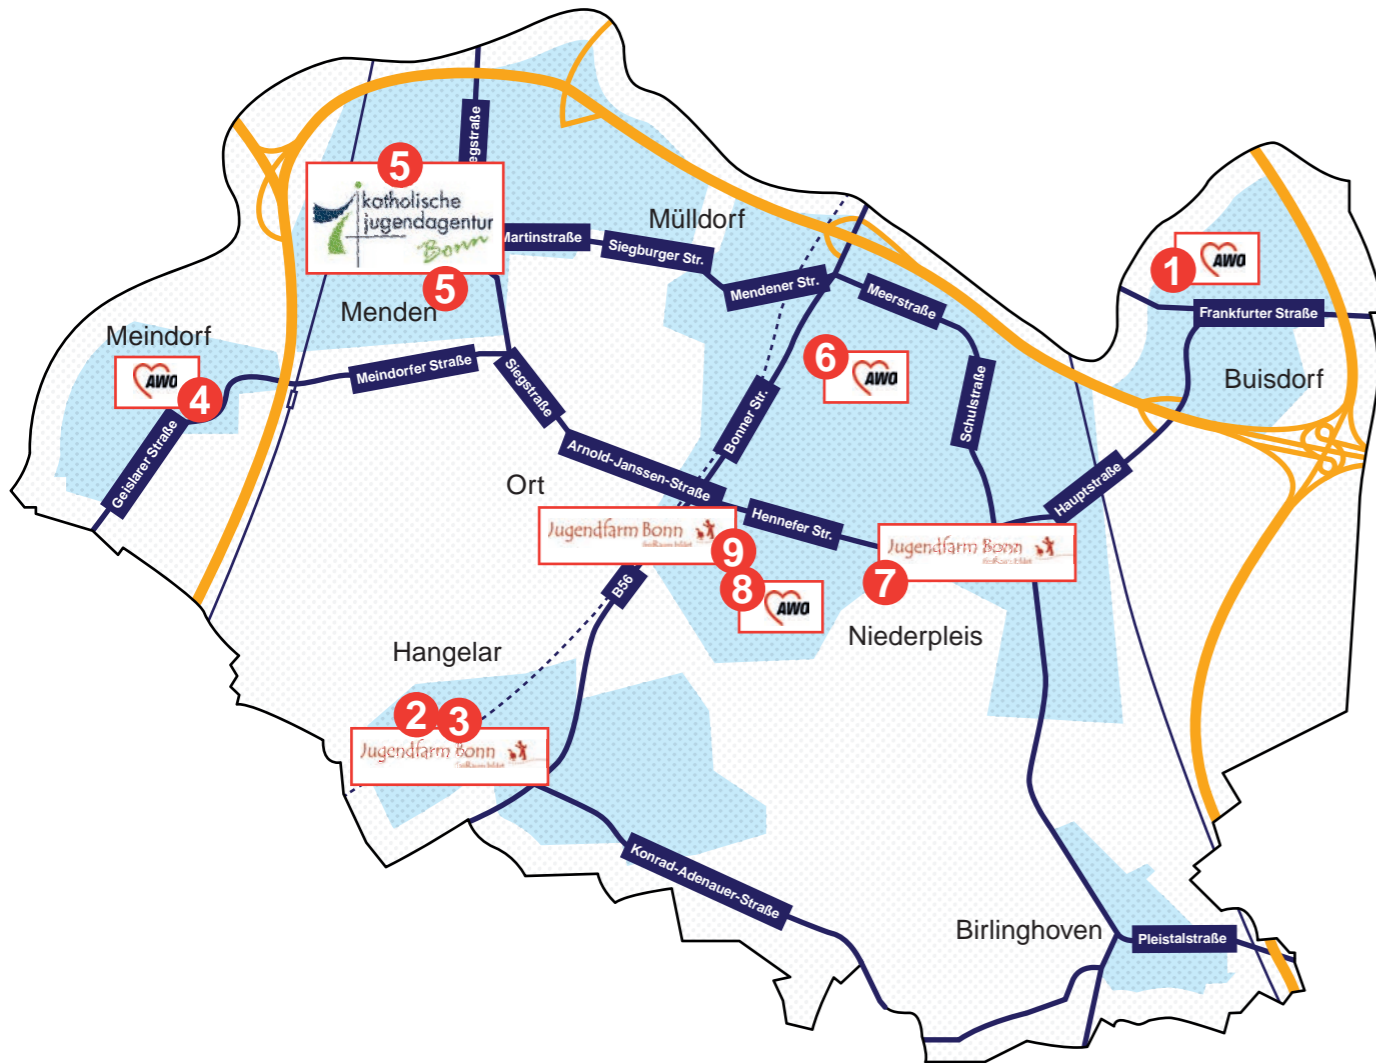 iegstraße
5
katholische
jugendagentur
Bonn
5
Martinstraße
Siegburger Str.
Mülldorf
Mendener Str.
Meerstraße
1
AWO
Frankfurter Straße
Menden
Meindorf
AWO
4
Meindorfer Straße
Siegstraße
6
AWO
Bonner Str.
Schulstraße
Buisdorf
Geislarer Straße
Arnold-Janssen-Straße
Hauptstraße
Ort
Hennefer Str.
Jugendfarm Bonn
9
Jugendfarm Bonn
7
B56
8
AWO
Niederpleis
Hangelar
2
3
Jugendfarm Bonn
Konrad-Adenauer-Straße
Birlinghoven
Pleistalstraße